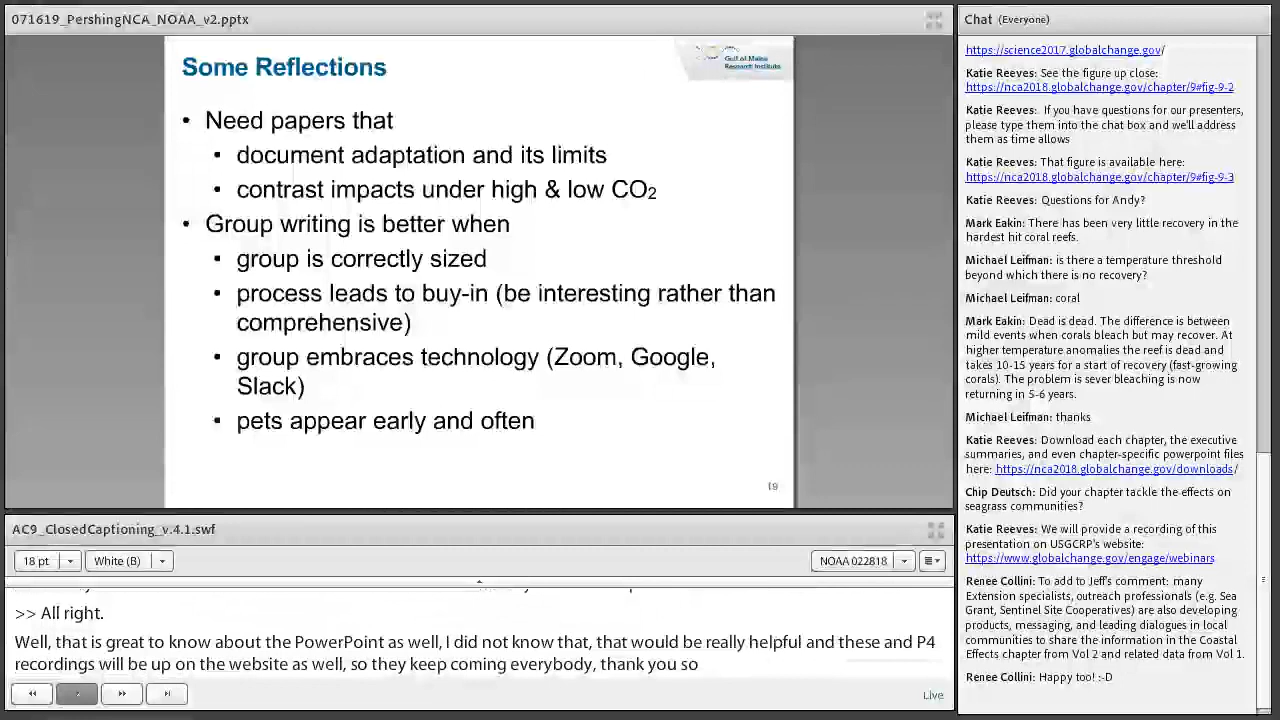 071619_PershingNCA_NOAA_v2.pptx
Some Reflections
Gulf of Maine
Research Institute
• Need papers that
• document adaptation and its limits
• contrast impacts under high & low CO2
• Group writing is better when
• group is correctly sized
• process leads to buy-in (be interesting rather than
comprehensive)
• group embraces technology (Zoom, Google,
Slack)
• pets appear early and often
19
AC9_ClosedCaptioning_v.4.1.swf
18 pt
White (B)
NOAA 022818
>> All right.
Well, that is great to know about the PowerPoint as well, I did not know that, that would be really helpful and these and P4
recordings will be up on the website as well, so they keep coming everybody, thank you so
Live
Chat (Everyone)
https://science2017.globalchange.gov/
Katie Reeves: See the figure up close:
https://nca2018.globalchange.gov/chapter/9#fig-9-2
Katie Reeves: If you have questions for our presenters,
please type them into the chat box and we'll address
them as time allows
Katie Reeves: That figure is available here:
https://nca2018.globalchange.gov/chapter/9#fig-9-3
Katie Reeves: Questions for Andy?
Mark Eakin: There has been very little recovery in the
hardest hit coral reefs.
Michael Leifman: is there a temperature threshold
beyond which there is no recovery?
Michael Leifman: coral
Mark Eakin: Dead is dead. The difference is between
mild events when corals bleach but may recover. At
higher temperature anomalies the reef is dead and
takes 10-15 years for a start of recovery (fast-growing
corals). The problem is sever bleaching is now
returning in 5-6 years.
Michael Leifman: thanks
Katie Reeves: Download each chapter, the executive
summaries, and even chapter-specific powerpoint files
here: https://nca2018.globalchange.gov/downloads/
Chip Deutsch: Did your chapter tackle the effects on
seagrass communities?
Katie Reeves: We will provide a recording of this
presentation on USGCRP's website:
https://www.globalchange.gov/engage/webinars
Renee Collini: To add to Jeff's comment: many
Extension specialists, outreach professionals (e.g. Sea
Grant, Sentinel Site Cooperatives) are also developing
products, messaging, and leading dialogues in local
communities to share the information in the Coastal
Effects chapter from Vol 2 and related data from Vol 1.
Renee Collini: Happy too! :-D